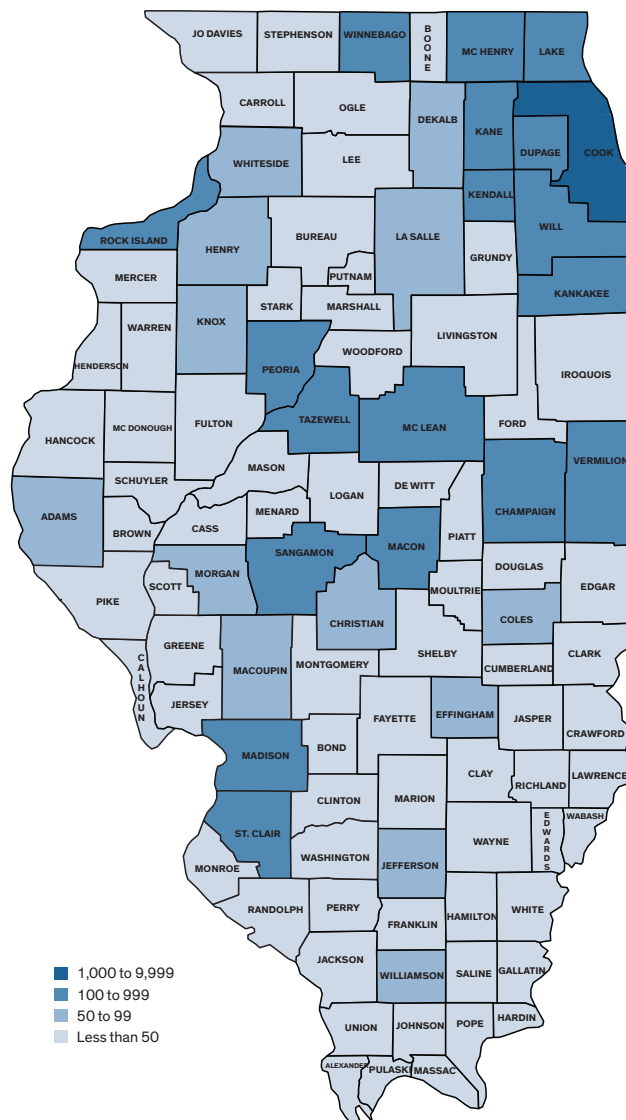 JO DAVIES
STEPHENSON
WINNEBAGO
BOONE
MC HENRY
LAKE
CARROLL
OGLE
DEKALB
KANE
DUPAGE
COOK
WHITESIDE
LEE
KENDALL
WILL
ROCK ISLAND
HENRY
BUREAU
LA SALLE
GRUNDY
MERCER
PUTNAM
KANKAKEE
STARK
MARSHALL
KNOX
WARREN
LIVINGSTON
WOODFORD
HENDERSON
PEORIA
IROQUOIS
FULTON
TAZEWELL
MC LEAN
FORD
HANCOCK
MC DONOUGH
VERMILION
MASON
SCHUYLER
LOGAN
DE WITT
CHAMPAIGN
ADAMS
MENARD
BROWN
CASS
PIATT
SANGAMON
MACON
DOUGLAS
EDGAR
MORGAN
SCOTT
MOULTRIE
PIKE
CHRISTIAN
COLES
GREENE
CALHOUN
MACOUPIN
MONTGOMERY
SHELBY
CUMBERLAND
CLARK
JERSEY
FAYETTE
EFFINGHAM
JASPER
CRAWFORD
MADISON
BOND
CLAY
RICHLAND
LAWRENCE
CLINTON
MARION
EDWARDS
WABASH
ST. CLAIR
WAYNE
WASHINGTON
JEFFERSON
MONROE
RANDOLPH
PERRY
HAMILTON
WHITE
FRANKLIN
JACKSON
WILLIAMSON
SALINE
GALLATIN
UNION
JOHNSON
POPE
HARDIN
ALEXANDER
PULASKI
MASSAC
1,000 to 9,999
100 to 999
50 to 99
Less than 50